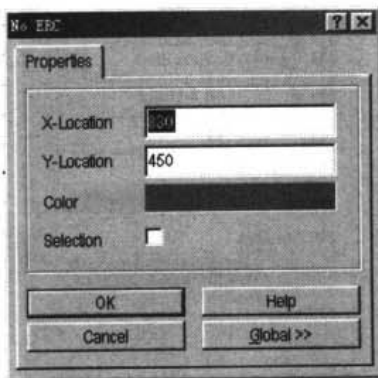 No ERC
Properties
X-Location
Y-Location 450
Color
Selection
OK Help
Cancel Global >>